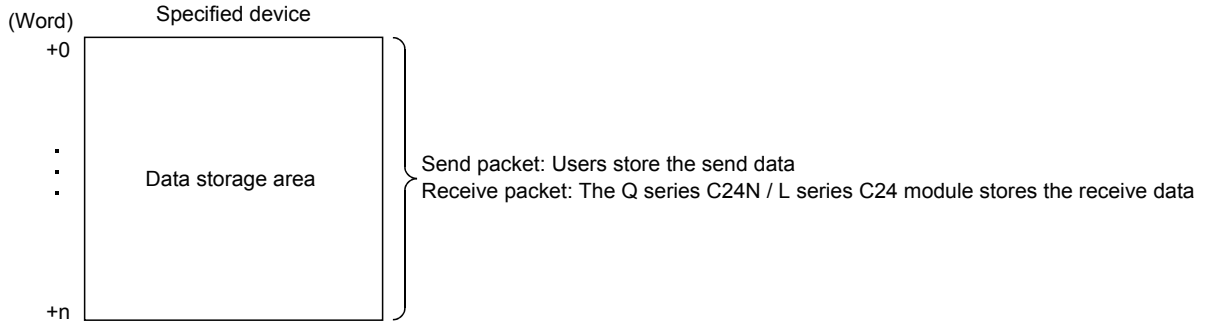 (Word)
Specified device
+0
Data storage area
Send packet: Users store the send data
Receive packet: The Q series C24N / L series C24 module stores the receive data
+n